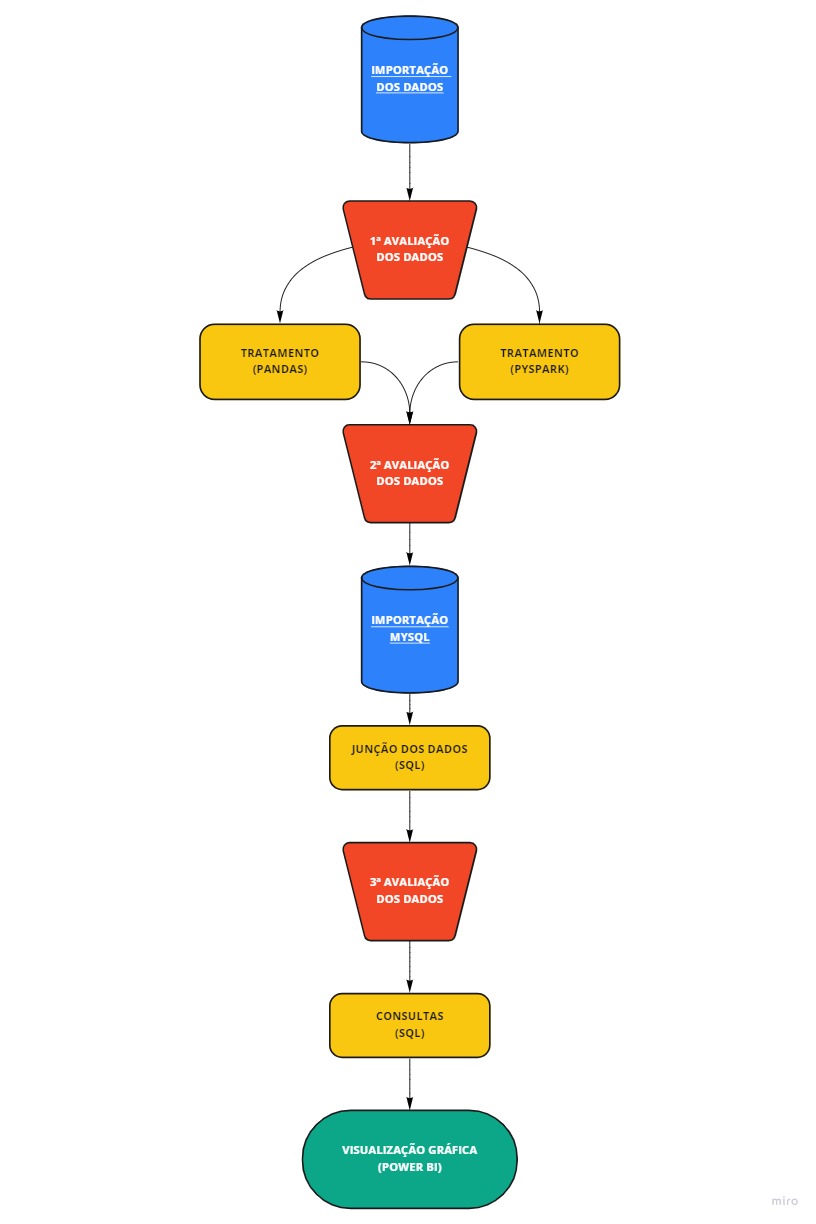 IMPORTAÇÃO
DOS DADOS
1ª AVALIAÇÃO
DOS DADOS
TRATAMENTO
(PANDAS)
TRATAMENTO
(PYSPARK)
2ª AVALIAÇÃO
DOS DADOS
IMPORTAÇÃO
MYSQL
JUNÇÃO DOS DADOS
(SQL)
3ª AVALIAÇÃO
DOS DADOS
CONSULTAS
(SQL)
VISUALIZAÇÃO GRÁFICA
(POWER BI)
miro